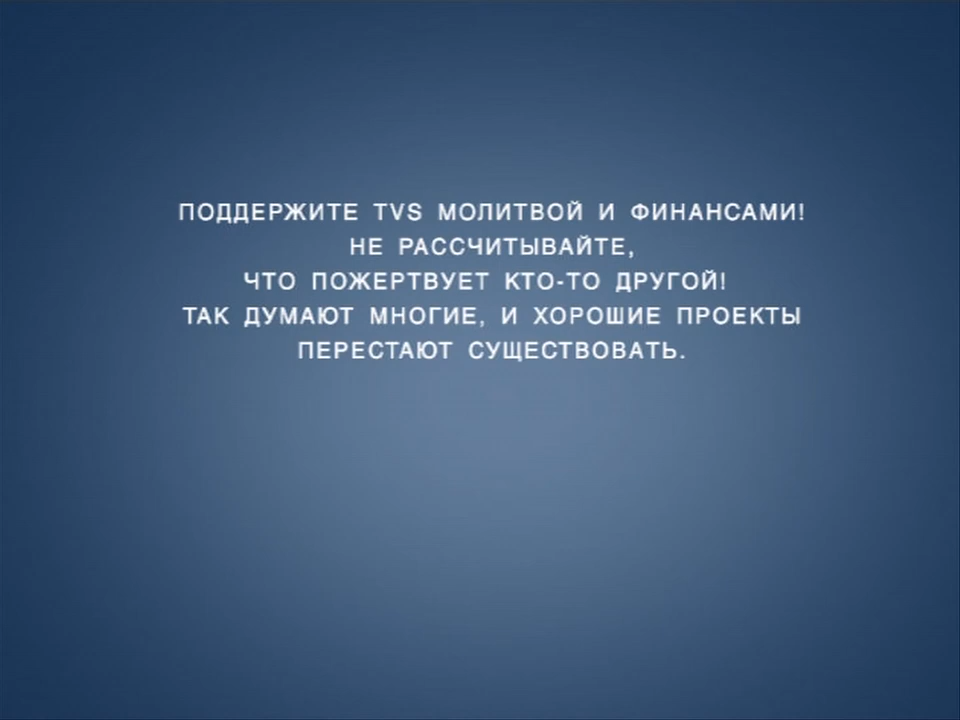 ПОДДЕРЖИТЕ TVS МОЛИТВОЙ И ФИНАНСАМИ!
НЕ РАССЧИТЫВАЙТЕ,
ЧТО ПОЖЕРТВУЕТ КТО-ТО ДРУГОЙ!
ТАК ДУМАЮТ МНОГИЕ, И ХОРОШИЕ ПРОЕКТЫ
ПЕРЕСТАЮТ СУЩЕСТВОВАТЬ.